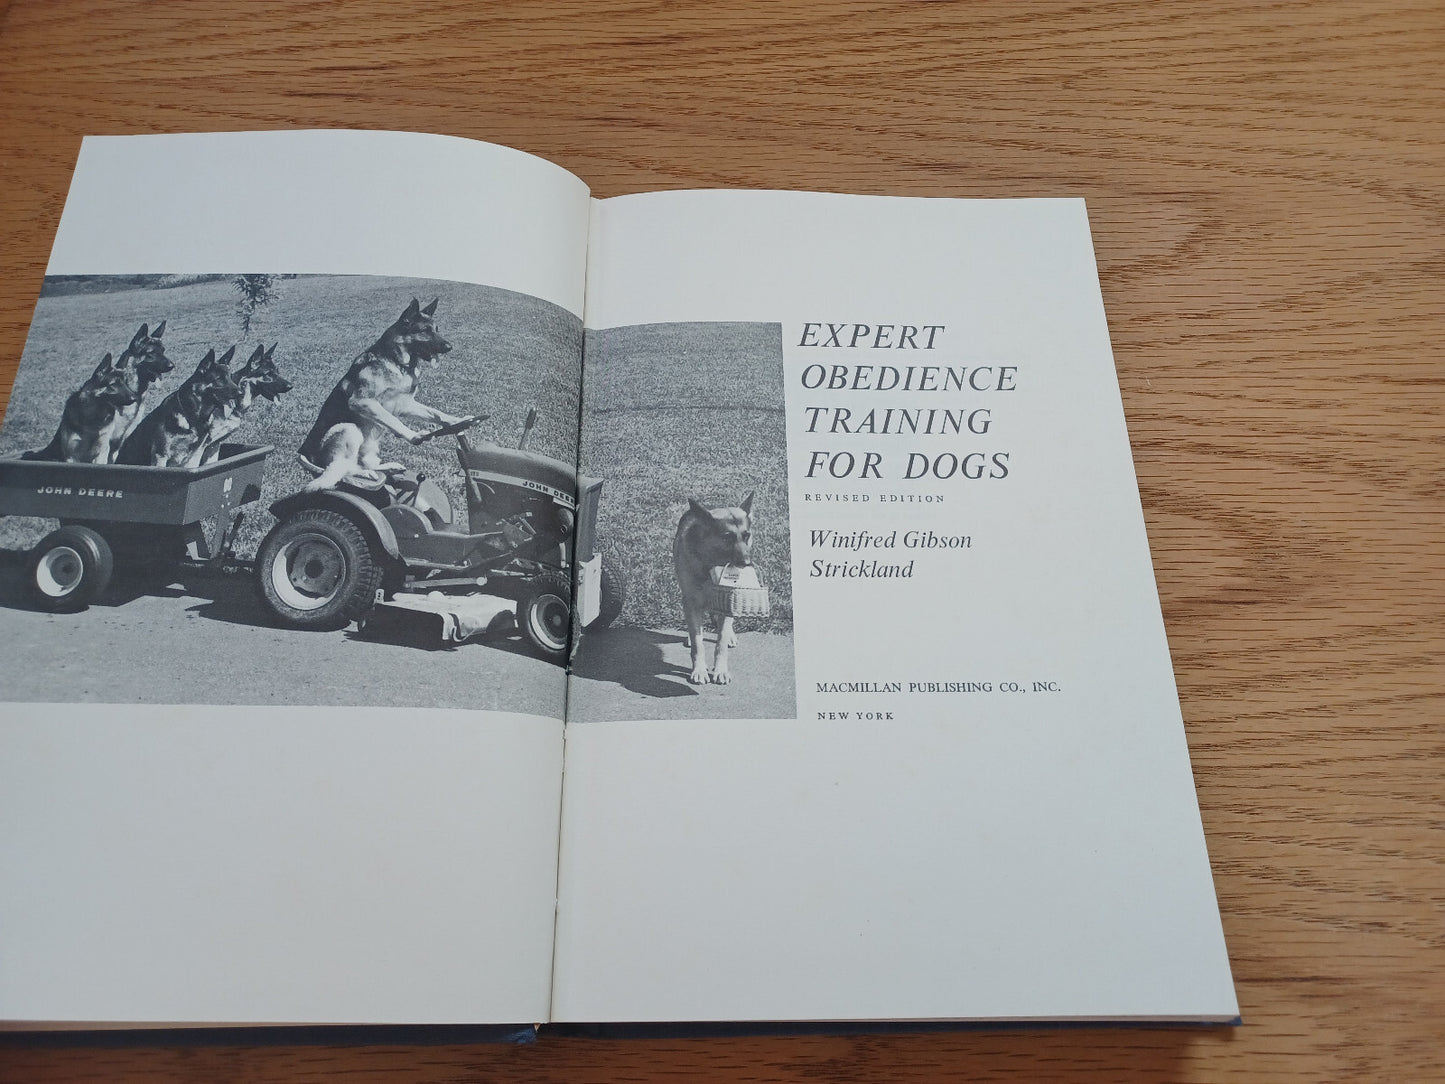 EXPERT
OBEDIENCE
TRAINING
FOR DOGS
REVISED EDITION
Winifred Gibson
Strickland
MACMILLAN PUBLISHING CO., INC.
NEW YORK
JOHN DEERE
JOHN DEERE